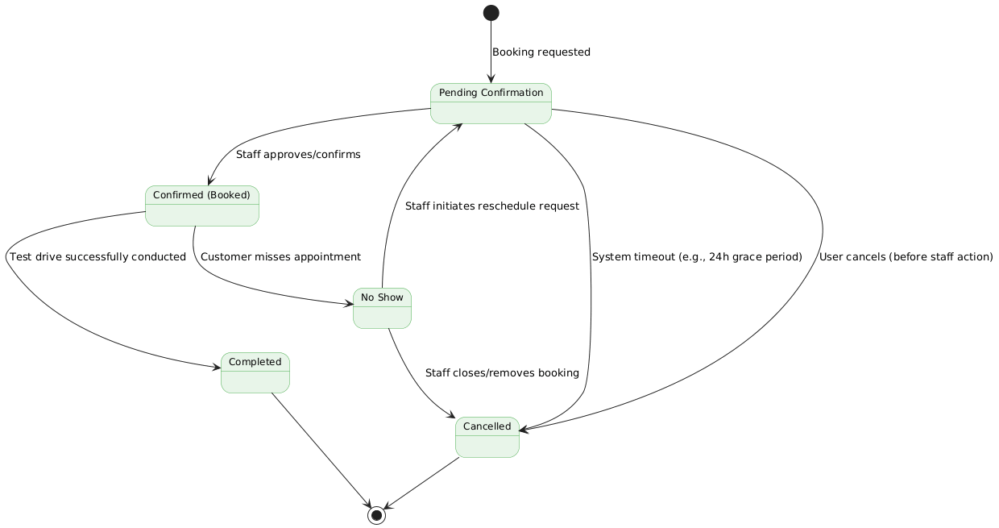 Booking requested
Pending Confirmation
Staff approves/confirms
Confirmed (Booked)
Staff initiates reschedule request
Test drive successfully conducted
Customer misses appointment
System timeout (e.g., 24h grace period)
User cancels (before staff action)
No Show
Completed
Staff closes/removes booking
Cancelled